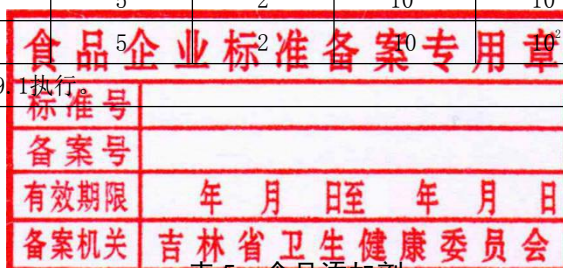 5 2 10 10
食品企业标准备案专用章
5 2 10 10²
9.1执行。
标准号
备案号
有效期限 年 月 日至 年 月 日
备案机关 吉林省卫生健康委员会